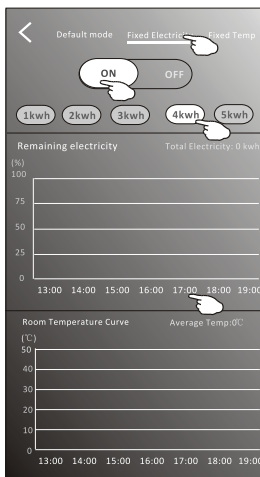 Default mode Fixed Electricity Fixed Temp
ON OFF
1kwh 2kwh 3kwh 4kwh 5kwh
Remaining electricity Total Electricity: 0 kwh
(%)
100
75
50
25
0
13:00 14:00 15:00 16:00 17:00 18:00 19:00
Room Temperature Curve Average Temp:0℃
(℃)
50
40
30
20
10
0
13:00 14:00 15:00 16:00 17:00 18:00 19:00